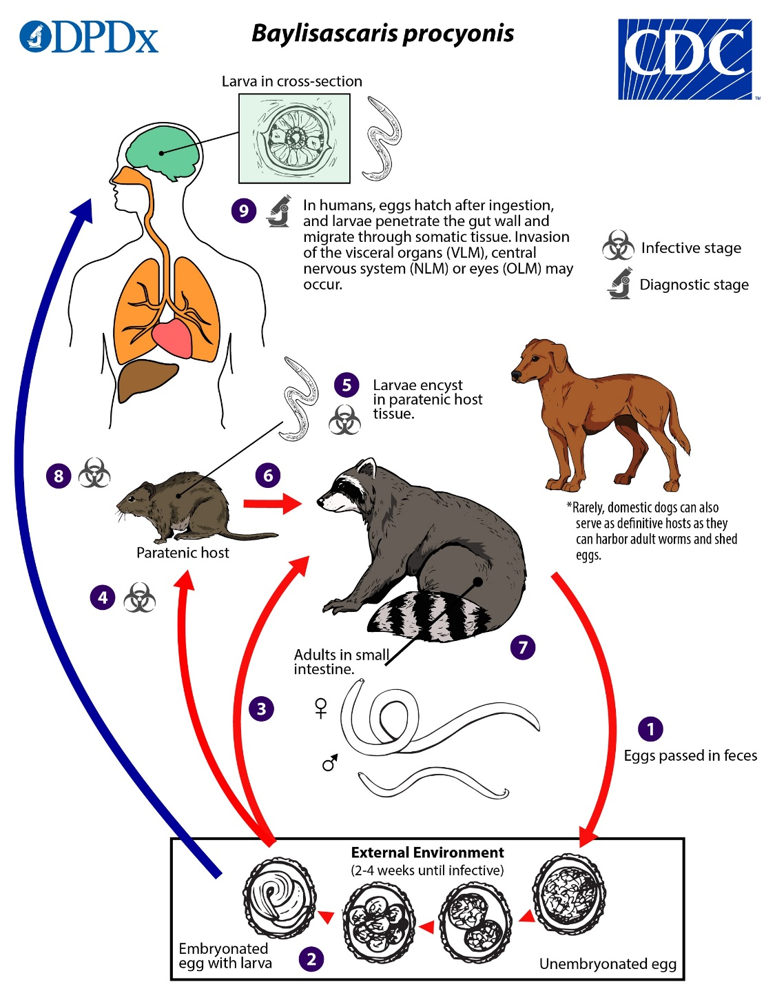 DPDx
Baylisascaris procyonis
CDC
TM
Larva in cross-section
9
In humans, eggs hatch after ingestion,
and larvae penetrate the gut wall and
migrate through somatic tissue. Invasion
of the visceral organs (VLM), central
nervous system (NLM) or eyes (OLM) may
occur.
Infective stage
Diagnostic stage
5
Larvae encyst
in paratenic host
tissue.
8
6
Paratenic host
*Rarely, domestic dogs can also
serve as definitive hosts as they
can harbor adult worms and shed
eggs.
4
7
Adults in small
intestine.
♀
3
♂
1
Eggs passed in feces
External Environment
(2-4 weeks until infective)
Embryonated
egg with larva
2
Unembryonated egg